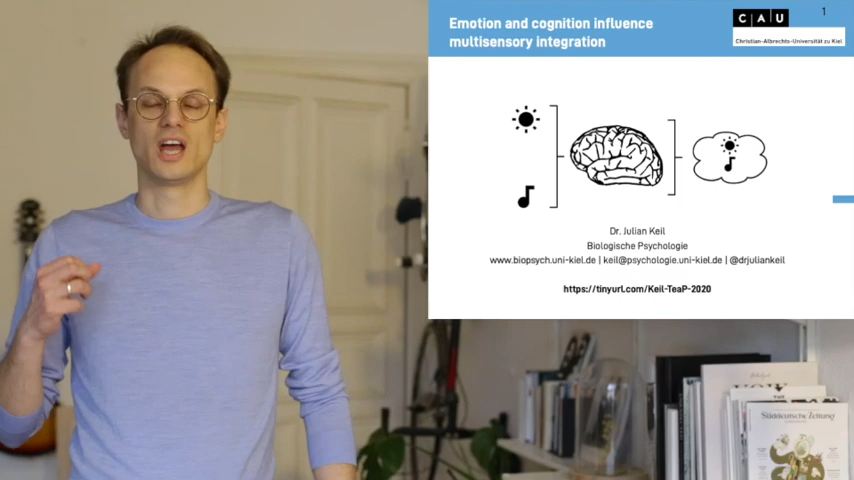 Emotion and cognition influence
multisensory integration
CAU
1
Christian-Albrechts-Universität zu Kiel
Dr. Julian Keil
Biologische Psychologie
www.biopsych.uni-kiel.de | keil@psychologie.uni-kiel.de | @drjuliankeil
https://tinyurl.com/Keil-TeaP-2020
Süddeutsche Zeitung